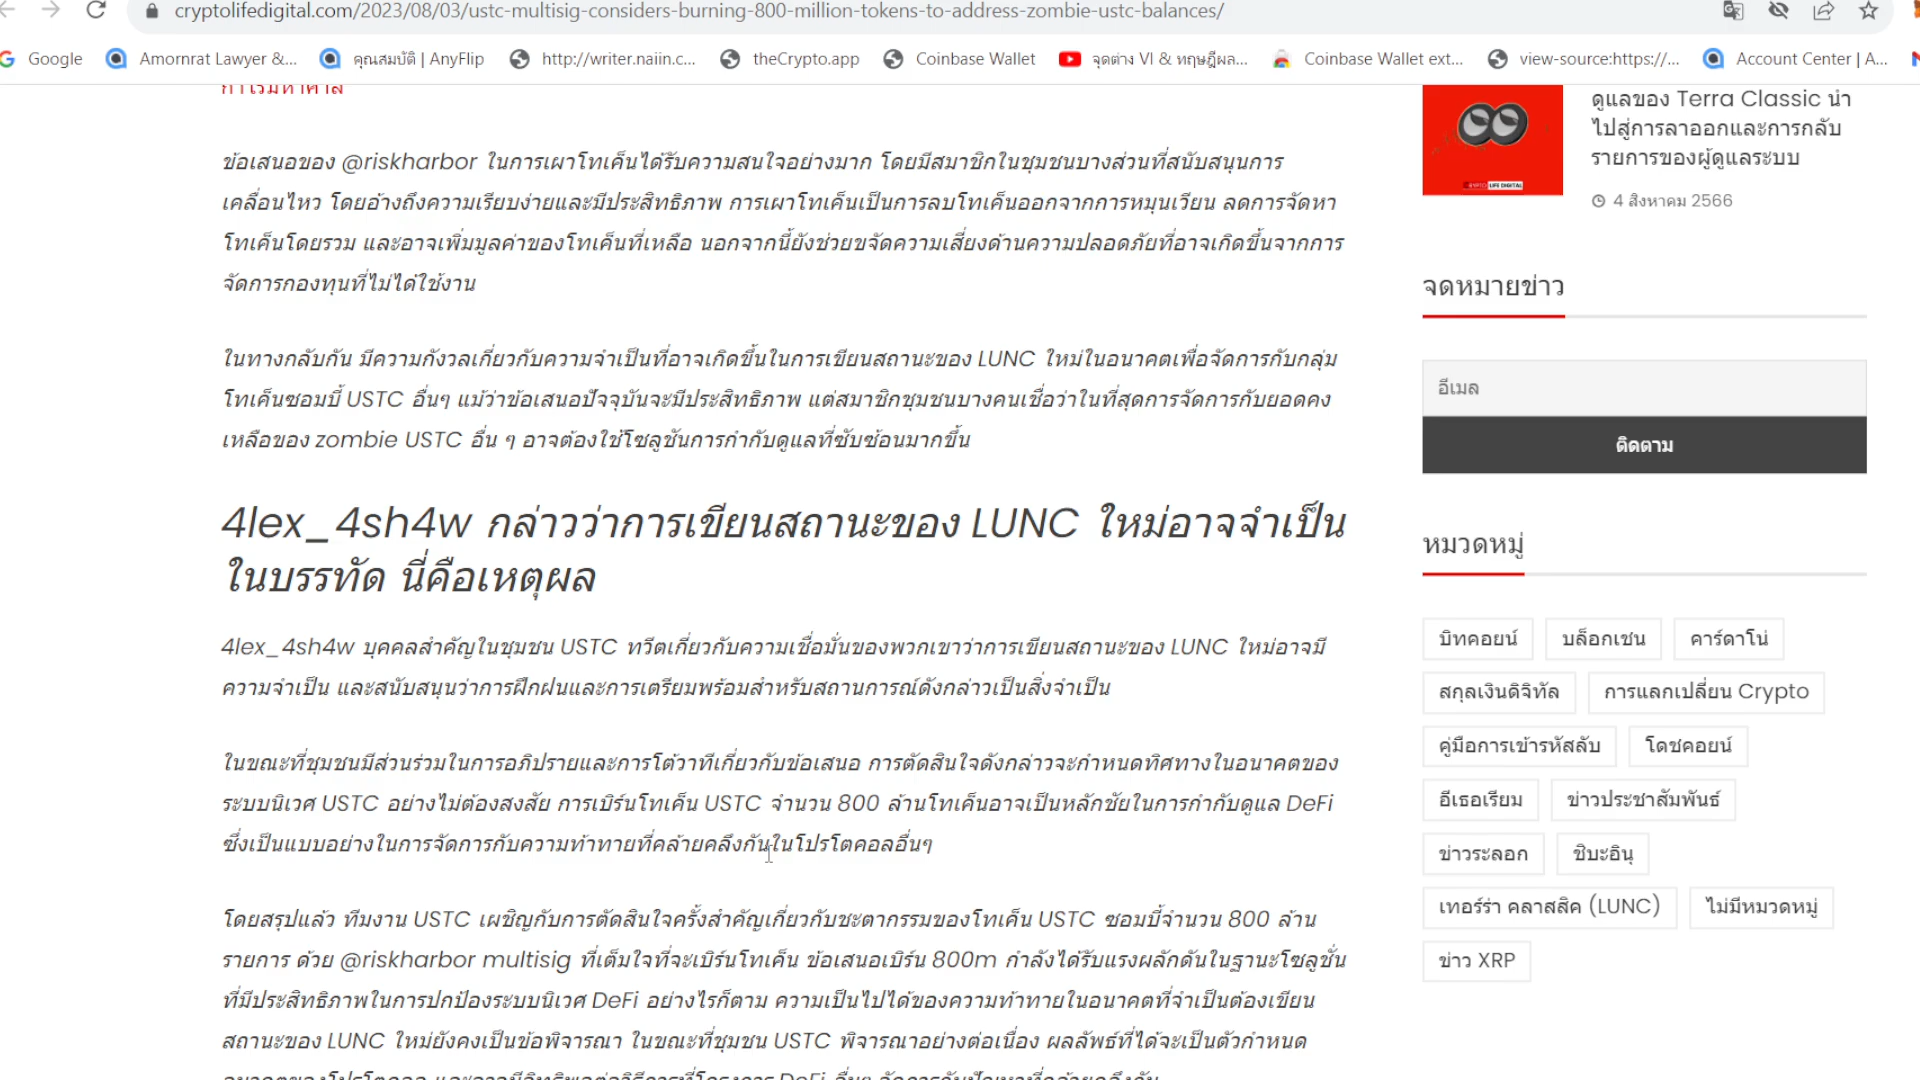 cryptolifedigital.com/2023/08/03/ustc-multisig-considers-burning-800-million-tokens-to-address-zombie-ustc-balances/
Google
Amornrat Lawyer &...
คุณสมบัติ | AnyFlip
http://writer.naiin.c...
theCrypto.app
Coinbase Wallet
จุดต่าง VI & ทฤษฎีผล...
Coinbase Wallet ext...
view-source:https://...
Account Center | A...
ข้อเสนอของ @riskharbor ในการเผาโทเค็นได้รับความสนใจอย่างมาก โดยมีสมาชิกในชุมชนบางส่วนที่สนับสนุนการ
เคลื่อนไหว โดยอ้างถึงความเรียบง่ายและมีประสิทธิภาพ การเผาโทเค็นเป็นการลบโทเค็นออกจากการหมุนเวียน ลดการจัดหา
โทเค็นโดยรวม และอาจเพิ่มมูลค่าของโทเค็นที่เหลือ นอกจากนี้ยังช่วยขจัดความเสี่ยงด้านความปลอดภัยที่อาจเกิดขึ้นจากการ
จัดการกองทุนที่ไม่ได้ใช้งาน
ในทางกลับกัน มีความกังวลเกี่ยวกับความจำเป็นที่อาจเกิดขึ้นในการเขียนสถานะของ LUNC ใหม่ในอนาคตเพื่อจัดการกับกลุ่ม
โทเค็นซอมบี้ USTC อื่นๆ แม้ว่าข้อเสนอปัจจุบันจะมีประสิทธิภาพ แต่สมาชิกชุมชนบางคนเชื่อว่าในที่สุดการจัดการกับยอดคง
เหลือของ zombie USTC อื่น ๆ อาจต้องใช้โซลูชันการกำกับดูแลที่ซับซ้อนมากขึ้น
4lex_4sh4w กล่าวว่าการเขียนสถานะของ LUNC ใหม่อาจจำเป็น
ในบรรทัด นี่คือเหตุผล
4lex_4sh4w บุคคลสำคัญในชุมชน USTC ทวีตเกี่ยวกับความเชื่อมั่นของพวกเขาว่าการเขียนสถานะของ LUNC ใหม่อาจมี
ความจำเป็น และสนับสนุนว่าการฝึกฝนและการเตรียมพร้อมสำหรับสถานการณ์ดังกล่าวเป็นสิ่งจำเป็น
ในขณะที่ชุมชนมีส่วนร่วมในการอภิปรายและการโต้วาทีเกี่ยวกับข้อเสนอ การตัดสินใจดังกล่าวจะกำหนดทิศทางในอนาคตของ
ระบบนิเวศ USTC อย่างไม่ต้องสงสัย การเบิร์นโทเค็น USTC จำนวน 800 ล้านโทเค็นอาจเป็นหลักชัยในการกำกับดูแล DeFi
ซึ่งเป็นแบบอย่างในการจัดการกับความท้าทายที่คล้ายคลึงกันในโปรโตคอลอื่นๆ
โดยสรุปแล้ว ทีมงาน USTC เผชิญกับการตัดสินใจครั้งสำคัญเกี่ยวกับชะตากรรมของโทเค็น USTC ซอมบี้จำนวน 800 ล้าน
รายการ ด้วย @riskharbor multisig ที่เต็มใจที่จะเบิร์นโทเค็น ข้อเสนอเบิร์น 800m กำลังได้รับแรงผลักดันในฐานะโซลูชั่น
ที่มีประสิทธิภาพในการปกป้องระบบนิเวศ DeFi อย่างไรก็ตาม ความเป็นไปได้ของความท้าทายในอนาคตที่จำเป็นต้องเขียน
สถานะของ LUNC ใหม่ยังคงเป็นข้อพิจารณา ในขณะที่ชุมชน USTC พิจารณาอย่างต่อเนื่อง ผลลัพธ์ที่ได้จะเป็นตัวกำหนด
ดูแลของ Terra Classic นำ
ไปสู่การลาออกและการกลับ
รายการของผู้ดูแลระบบ
4 สิงหาคม 2566
จดหมายข่าว
อีเมล
ติดตาม
หมวดหมู่
บิทคอยน์
บล็อกเชน
คาร์ดาโน่
สกุลเงินดิจิทัล
การแลกเปลี่ยน Crypto
คู่มือการเข้ารหัสลับ
โดชคอยน์
อีเธอเรียม
ข่าวประชาสัมพันธ์
ข่าวระลอก
ชิบะอินุ
เทอร์ร่า คลาสสิค (LUNC)
ไม่มีหมวดหมู่
ข่าว XRP